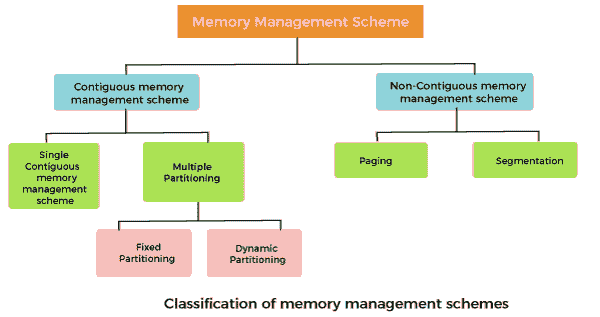 Memory Management Scheme
Contiguous memory
management scheme
Non-Contiguous memory
management scheme
Single
Contiguous
memory
management
scheme
Multiple
Partitioning
Paging
Segmentation
Fixed
Partitioning
Dynamic
Partitioning
Classification of memory management schemes